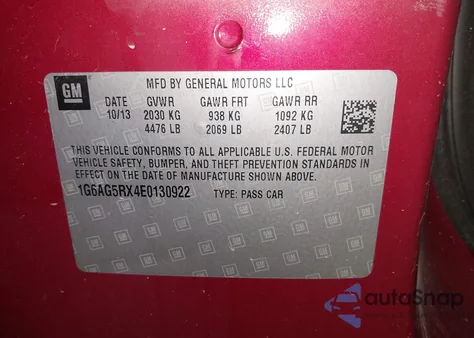 GM
MFD BY GENERAL MOTORS LLC
DATE GVWR GAWR FRT GAWR RR
10/13 2030 KG 938 KG 1092 KG
4476 LB 2069 LB 2407 LB
THIS VEHICLE CONFORMS TO ALL APPLICABLE U.S. FEDERAL MOTOR
VEHICLE SAFETY, BUMPER, AND THEFT PREVENTION STANDARDS IN
EFFECT ON THE DATE OF MANUFACTURE SHOWN ABOVE.
1G6AG5RX4E0130922 TYPE: PASS CAR
autoSnap